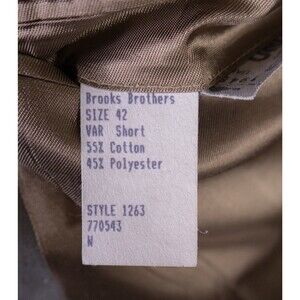 Brooks Brothers
SIZE 42
VAR Short
55% Cotton
45% Polyester
STYLE 1263
770543
N